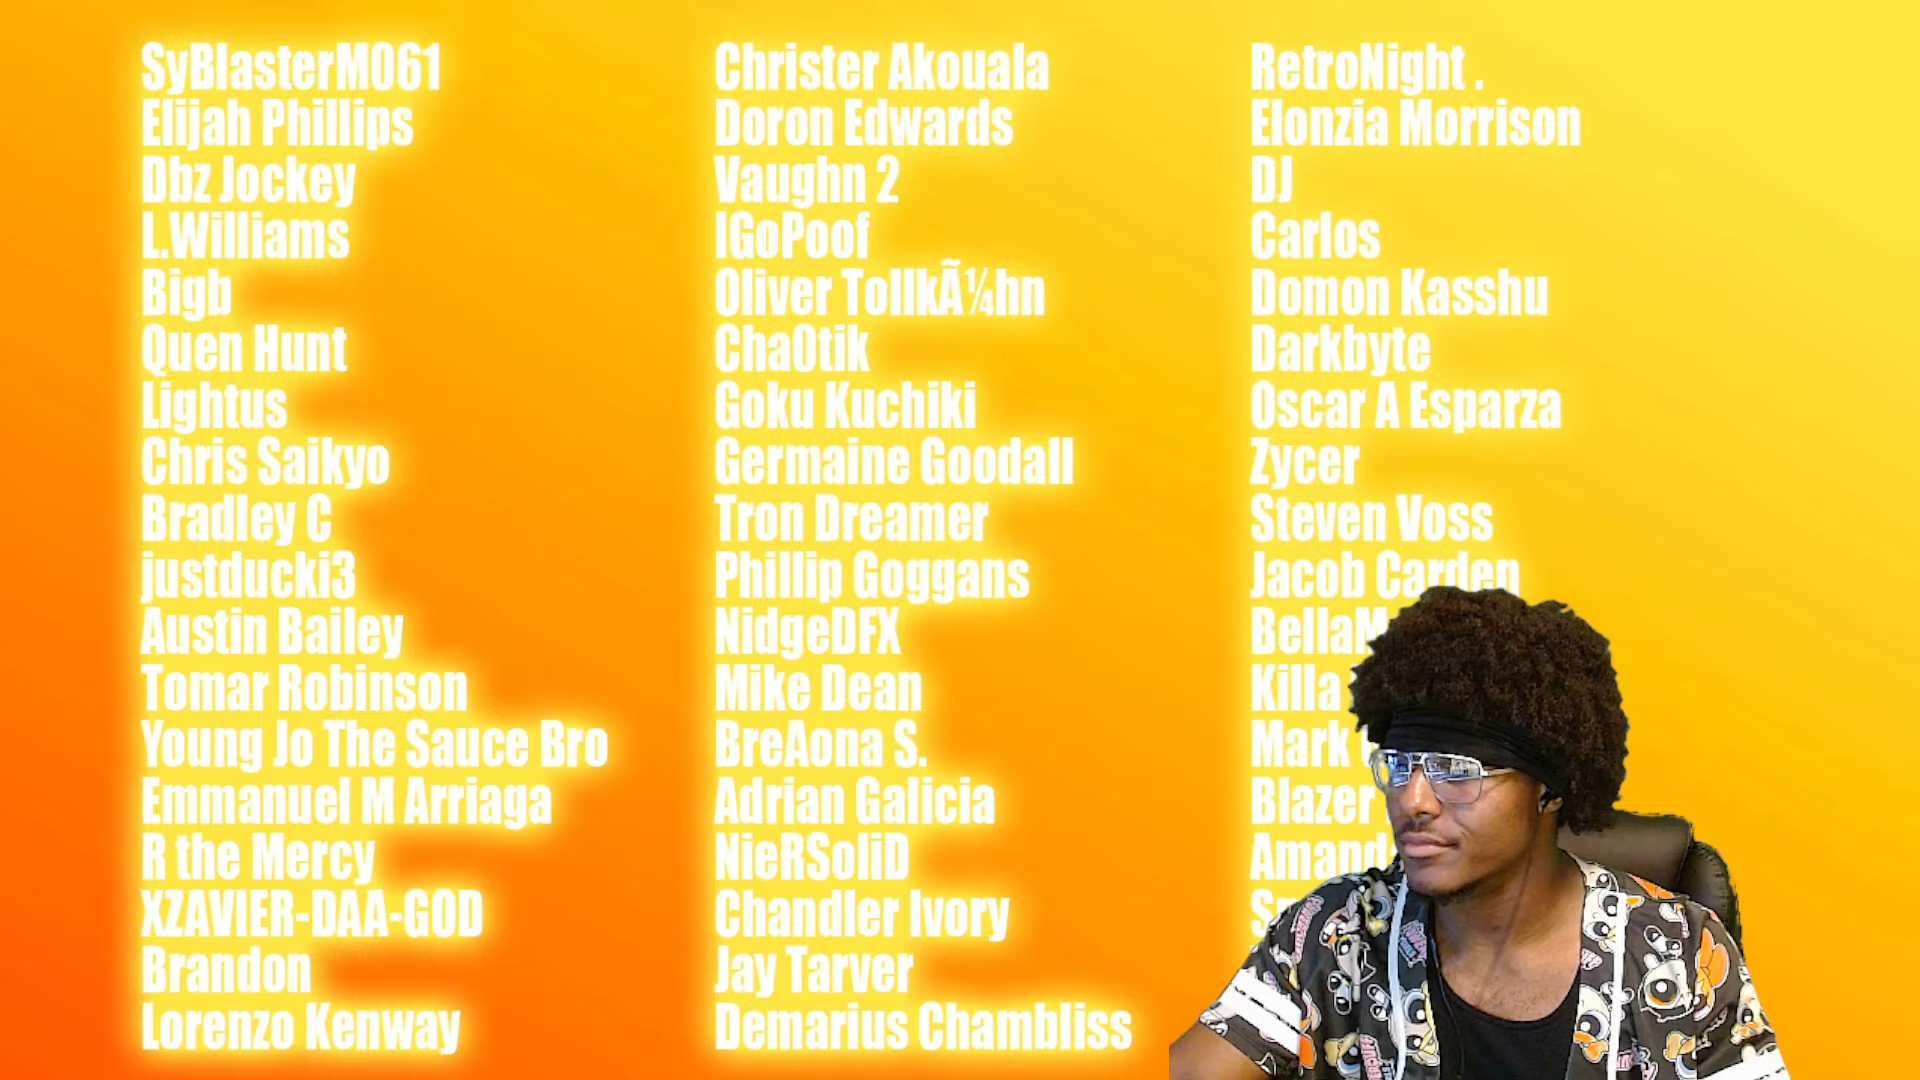 SyBlasterM061
Elijah Phillips
Dbz Jockey
L.Williams
Bigb
Quen Hunt
Lightus
Chris Saikyo
Bradley C
justducki3
Austin Bailey
Tomar Robinson
Young Jo The Sauce Bro
Emmanuel M Arriaga
R the Mercy
XZAVIER-DAA-GOD
Brandon
Lorenzo Kenway
Christer Akouala
Doron Edwards
Vaughn 2
IGoPoof
Oliver TollkÃ¼hn
Cha0tik
Goku Kuchiki
Germaine Goodall
Tron Dreamer
Phillip Goggans
NidgeDFX
Mike Dean
BreAona S.
Adrian Galicia
NieRSoliD
Chandler Ivory
Jay Tarver
Demarius Chambliss
RetroNight .
Elonzia Morrison
DJ
Carlos
Domon Kasshu
Darkbyte
Oscar A Esparza
Zycer
Steven Voss
Jacob Carden
Killa
Mark
Blazer